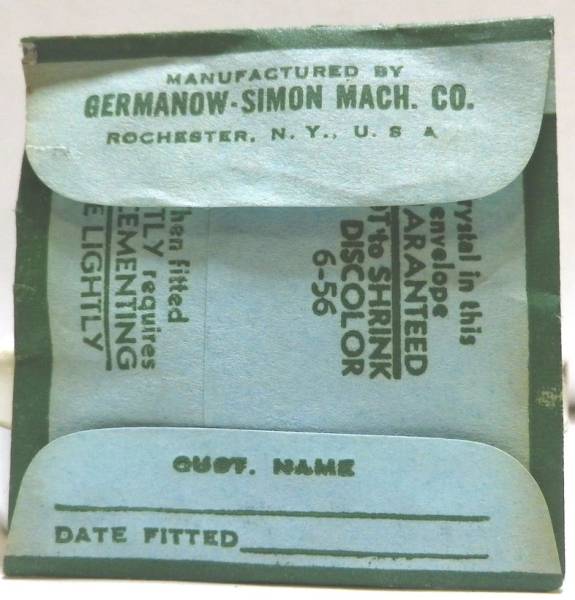 MANUFACTURED BY
GERMANOW-SIMON MACH. CO.
ROCHESTER, N. Y., U. S A
rystal in this
envelope
ARANTEED
to SHRINK
DISCOLOR
6-56
hen fitted
TLY requires
CEMENTING
E LIGHTLY
CUST. NAME
DATE FITTED